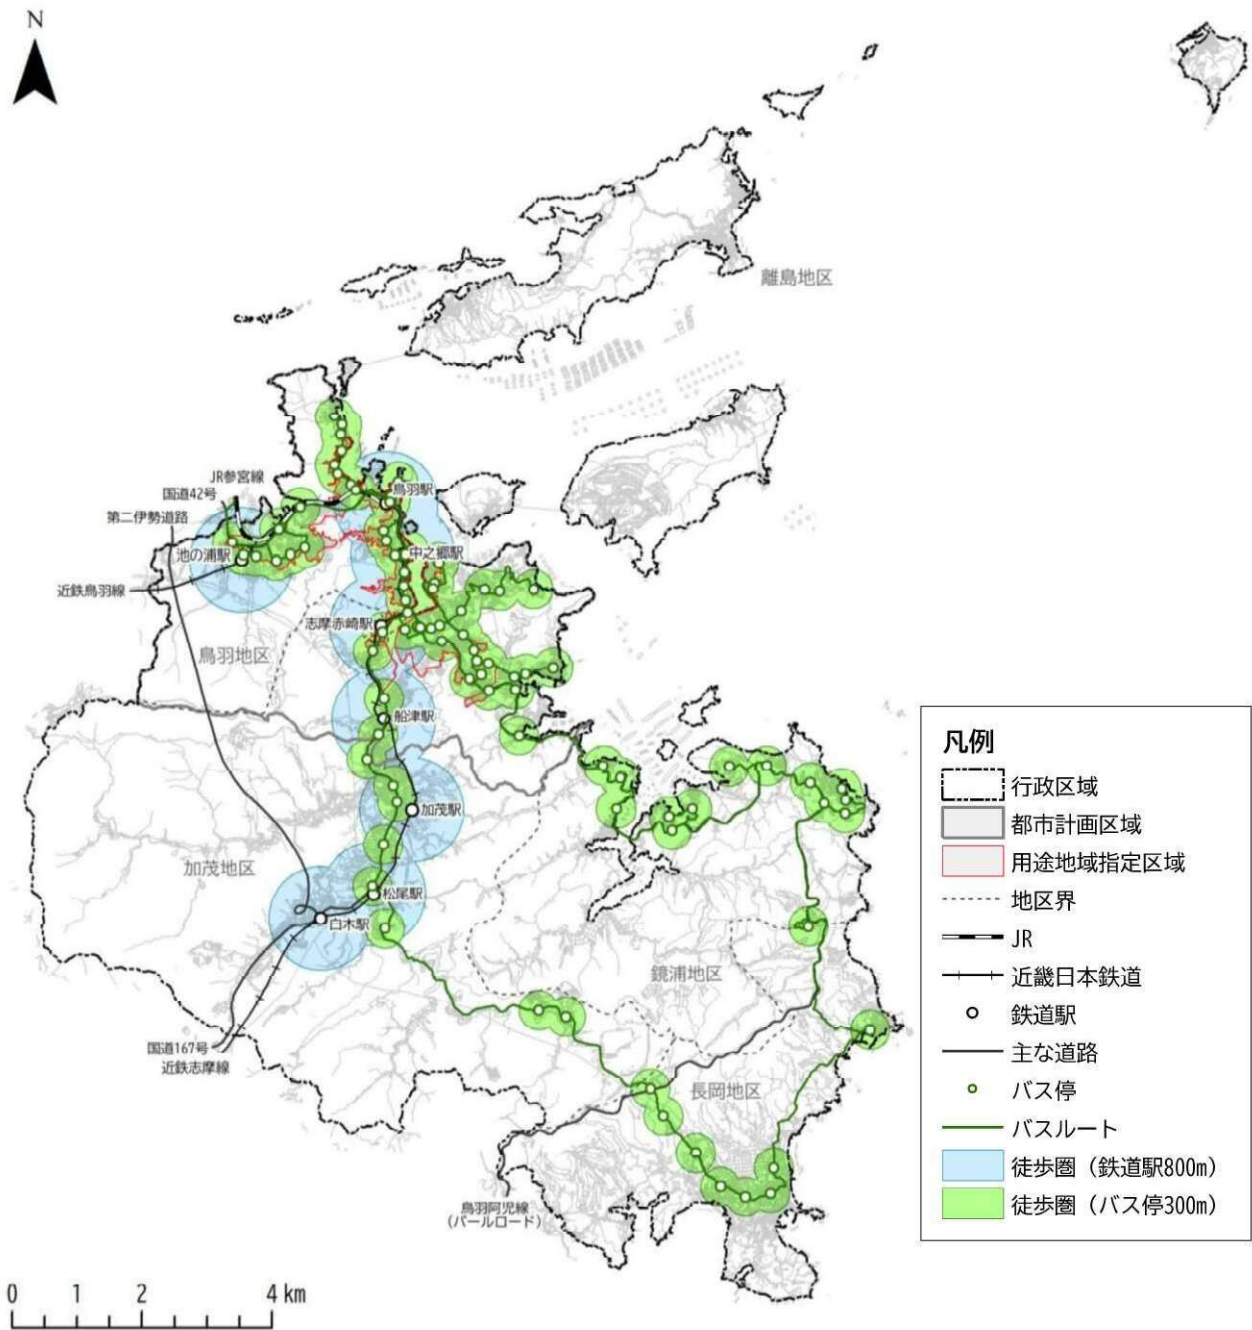 N
離島地区
JR参宮線
国道42号
鳥羽駅
第二伊勢道路
池の浦駅
中之郷駅
近鉄鳥羽線
志摩赤崎駅
鳥羽地区
船津駅
加茂駅
加茂地区
松尾駅
白木駅
鏡浦地区
国道167号
近鉄志摩線
長岡地区
鳥羽阿児線
(パールロード)
凡例
行政区域
都市計画区域
用途地域指定区域
地区界
JR
近畿日本鉄道
鉄道駅
主な道路
バス停
バスルート
徒歩圏（鉄道駅800m）
徒歩圏（バス停300m）
0 1 2 4 km